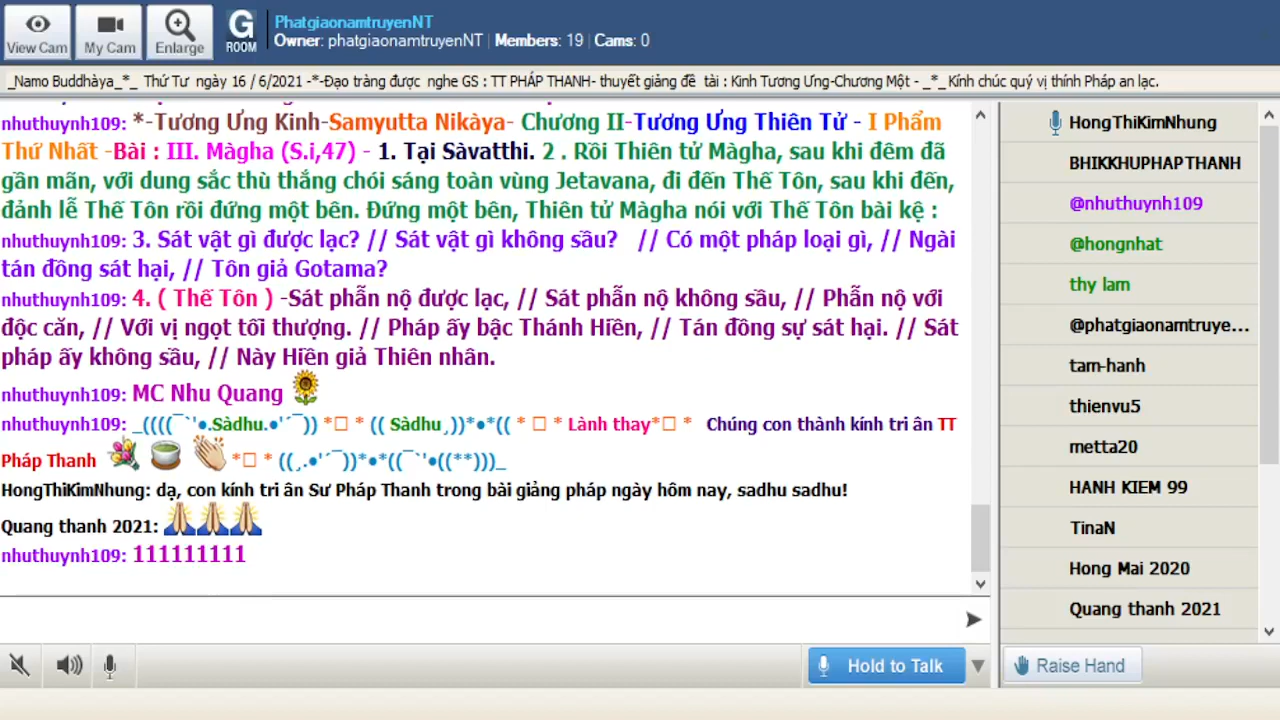 PhatgiaonamtruyenNT
Owner: phatgiaonamtruyenNT | Members: 19 | Cams: 0
View Cam
My Cam
Enlarge
G
ROOM
_Namo Buddhàya_*_ Thứ Tư ngày 16 / 6/2021 -*-Đạo tràng được nghe GS : TT PHÁP THANH- thuyết giảng đề tài : Kinh Tương Ưng-Chương Một - _*_ Kính chúc quý vị thính Pháp an lạc.
nhuthuynh109: *-Tương Ưng Kinh-Samyutta Nikàya- Chương II-Tương Ưng Thiên Tử - I Phẩm
Thứ Nhất -Bài : III. Màgha (S.i,47) - 1. Tại Sàvatthi. 2 . Rồi Thiên tử Màgha, sau khi đêm đã
gần mãn, với dung sắc thù thắng chói sáng toàn vùng Jetavana, đi đến Thế Tôn, sau khi đến,
đảnh lễ Thế Tôn rồi đứng một bên. Đứng một bên, Thiên tử Màgha nói với Thế Tôn bài kệ :
nhuthuynh109: 3. Sát vật gì được lạc? // Sát vật gì không sầu? // Có một pháp loại gì, // Ngài
tán đồng sát hại, // Tôn giả Gotama?
nhuthuynh109: 4. ( Thế Tôn ) -Sát phẫn nộ được lạc, // Sát phẫn nộ không sầu, // Phẫn nộ với
độc căn, // Với vị ngọt tối thượng. // Pháp ấy bậc Thánh Hiền, // Tán đồng sự sát hại. // Sát
pháp ấy không sầu, // Này Hiền giả Thiên nhân.
nhuthuynh109: MC Nhu Quang
nhuthuynh109: _((((¯`'•.Sàdhu.•'´¯)) *□ * (( Sàdhu¸))*•*(( * □ * Lành thay*□ * Chúng con thành kính tri ân TT
Pháp Thanh *□ * ((¸.•'´¯))*•*((¯`'•((**)))_
HongThiKimNhung: dạ, con kính tri ân Sư Pháp Thanh trong bài giảng pháp ngày hôm nay, sadhu sadhu!
Quang thanh 2021:
nhuthuynh109: 111111111
HongThiKimNhung
BHIKKHUPHAPTHANH
@nhuthuynh109
@hongnhat
thy lam
@phatgiaonamtruye...
tam-hanh
thienvu5
metta20
HANH KIEM 99
TinaN
Hong Mai 2020
Quang thanh 2021
Hold to Talk
Raise Hand